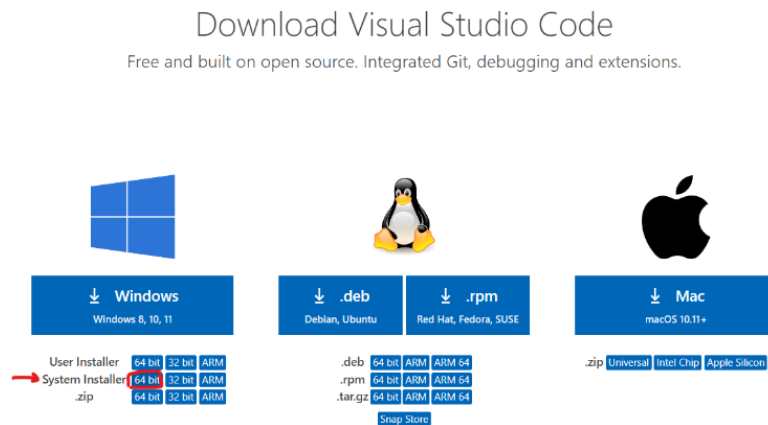 Download Visual Studio Code
Free and built on open source. Integrated Git, debugging and extensions.
Windows
Windows 8, 10, 11
.deb
Debian, Ubuntu
.rpm
Red Hat, Fedora, SUSE
Mac
macOS 10.11+
User Installer 64 bit 32 bit ARM
System Installer 64 bit 32 bit ARM
.zip 64 bit 32 bit ARM
.deb 64 bit ARM ARM 64
.rpm 64 bit ARM ARM 64
.tar.gz 64 bit ARM ARM 64
Snap Store
.zip Universal Intel Chip Apple Silicon